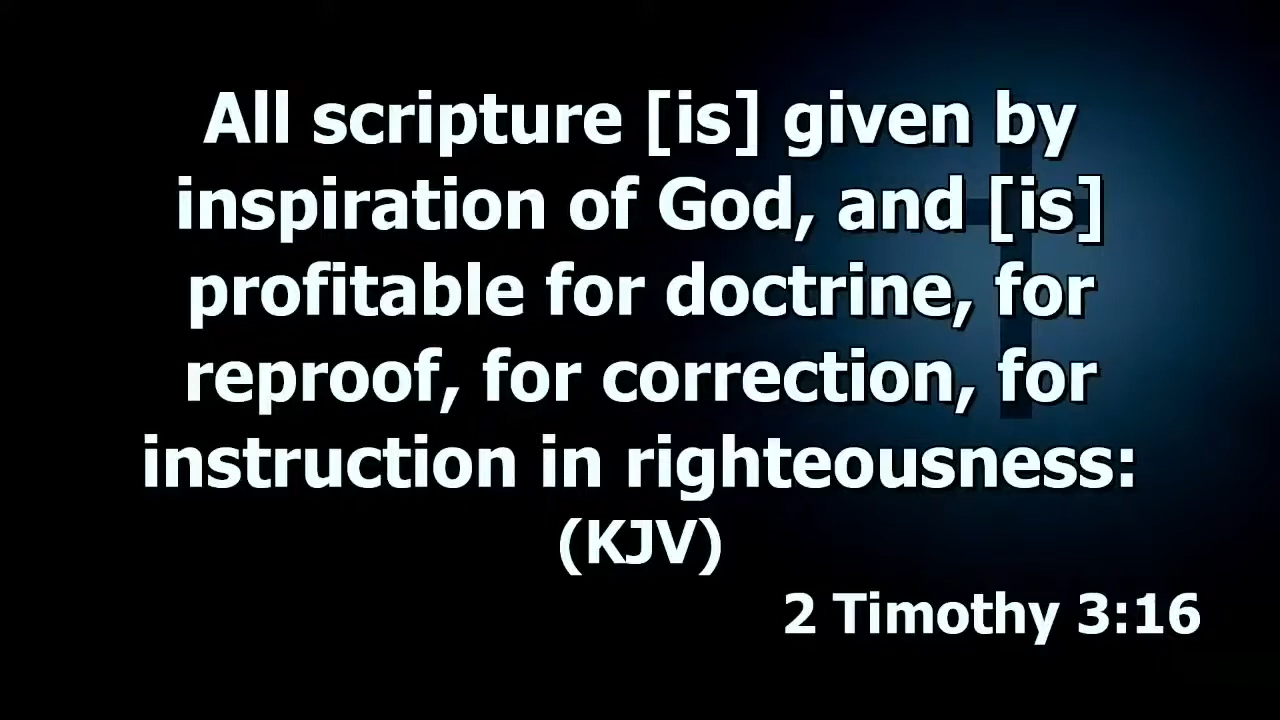 All scripture [is] given by
inspiration of God, and [is]
profitable for doctrine, for
reproof, for correction, for
instruction in righteousness:
(KJV)
2 Timothy 3:16